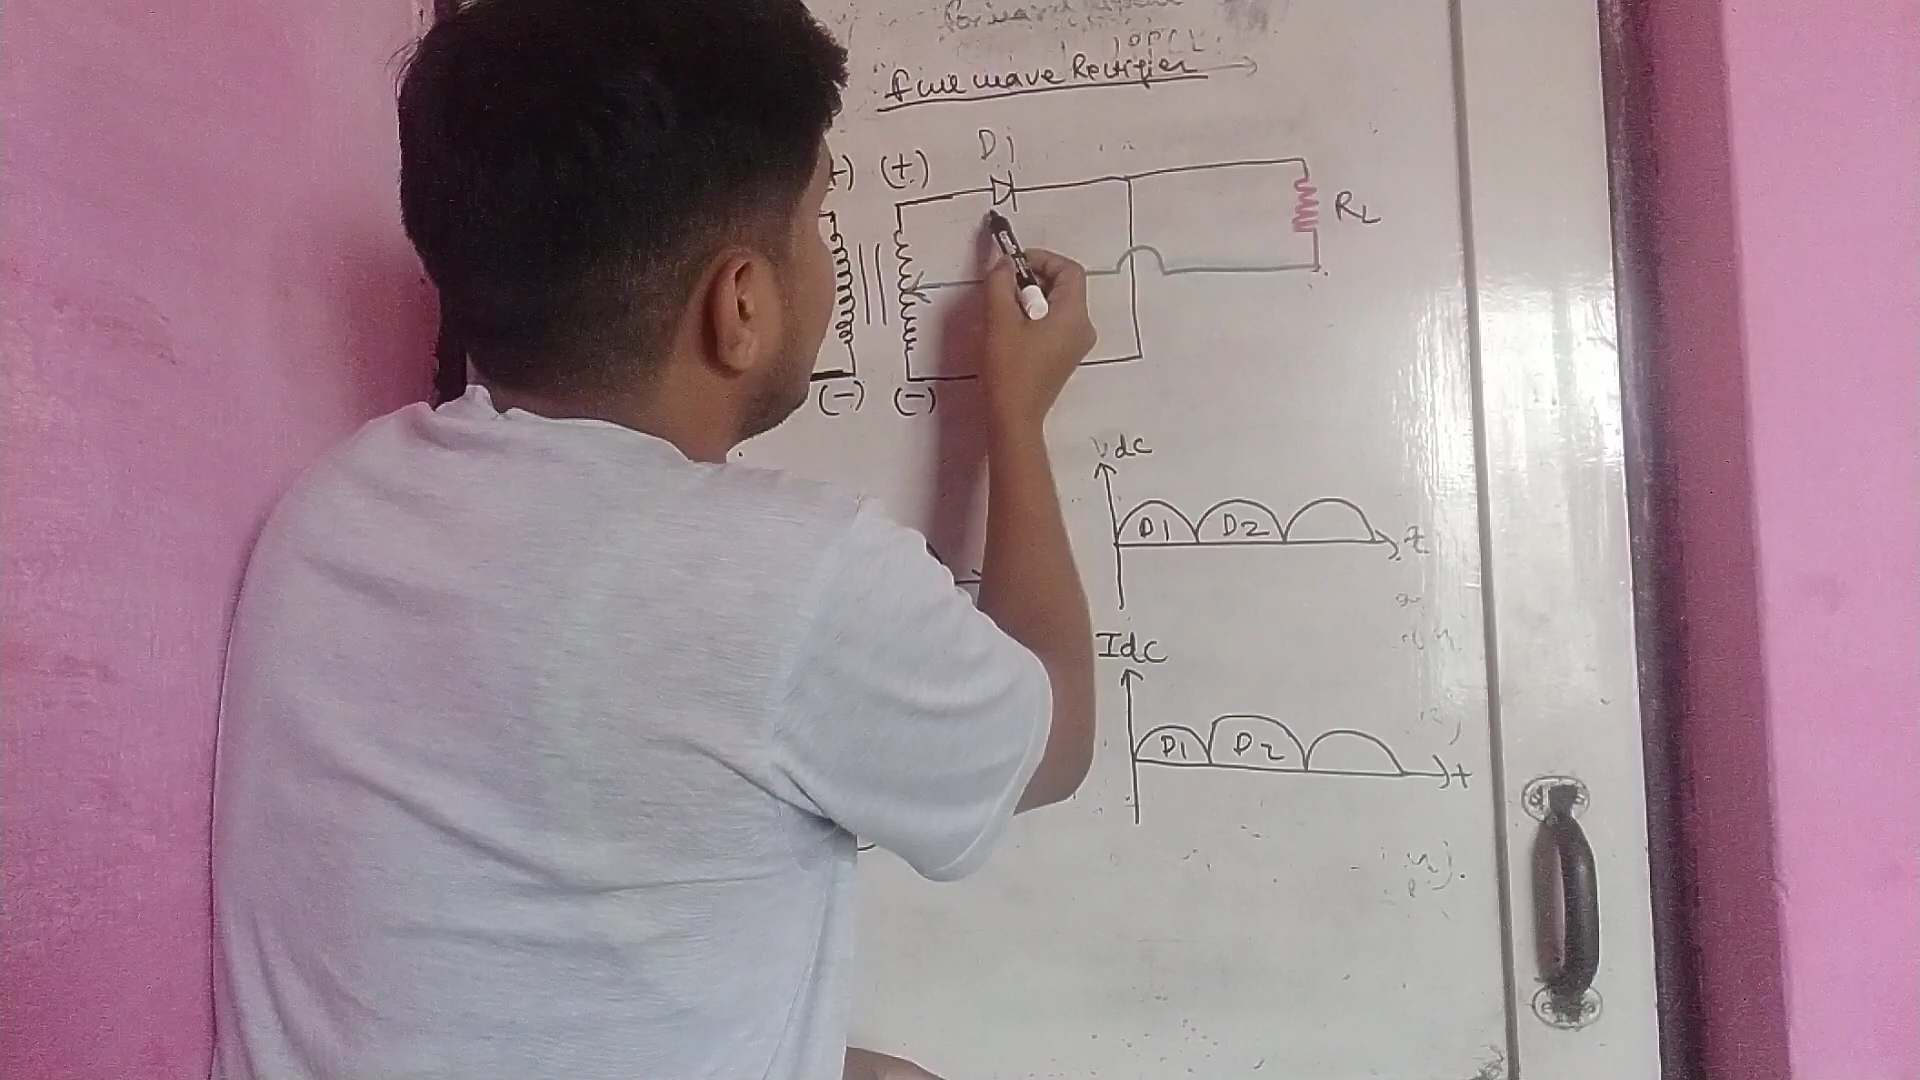 full wave Rectifier
D1
(+)
RL
(-) (-)
Vdc
D1 D2
t
Idc
D1 D2
t